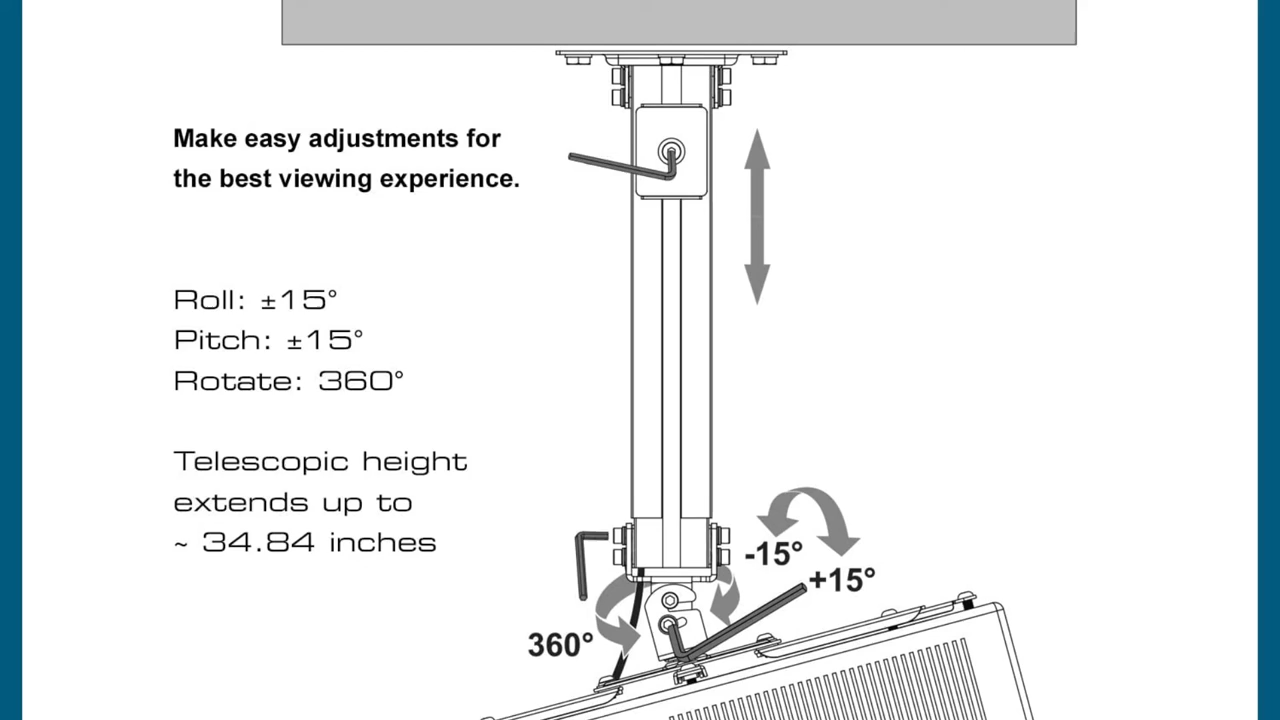 Make easy adjustments for
the best viewing experience.
Roll: ±15°
Pitch: ±15°
Rotate: 360°
Telescopic height
extends up to
~ 34.84 inches
-15°
+15°
360°